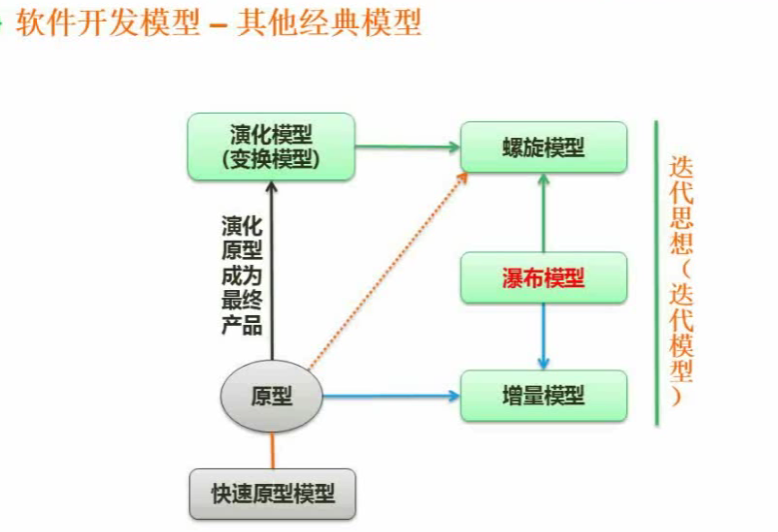 软件开发模型 – 其他经典模型
演化模型
(变换模型)
螺旋模型
演化
原型
成为
最终
产品
瀑布模型
原型
增量模型
快速原型模型
迭代思想（迭代模型）